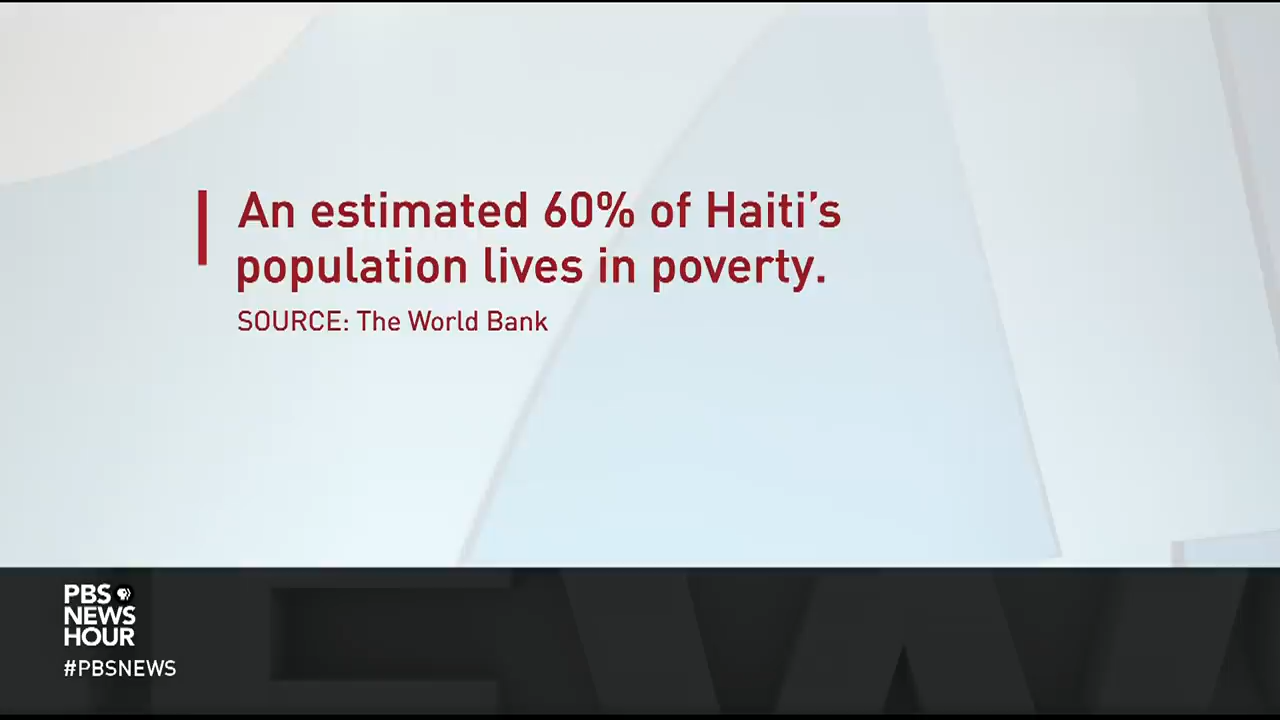 An estimated 60% of Haiti’s
population lives in poverty.
SOURCE: The World Bank
PBS
NEWS
HOUR
#PBSNEWS